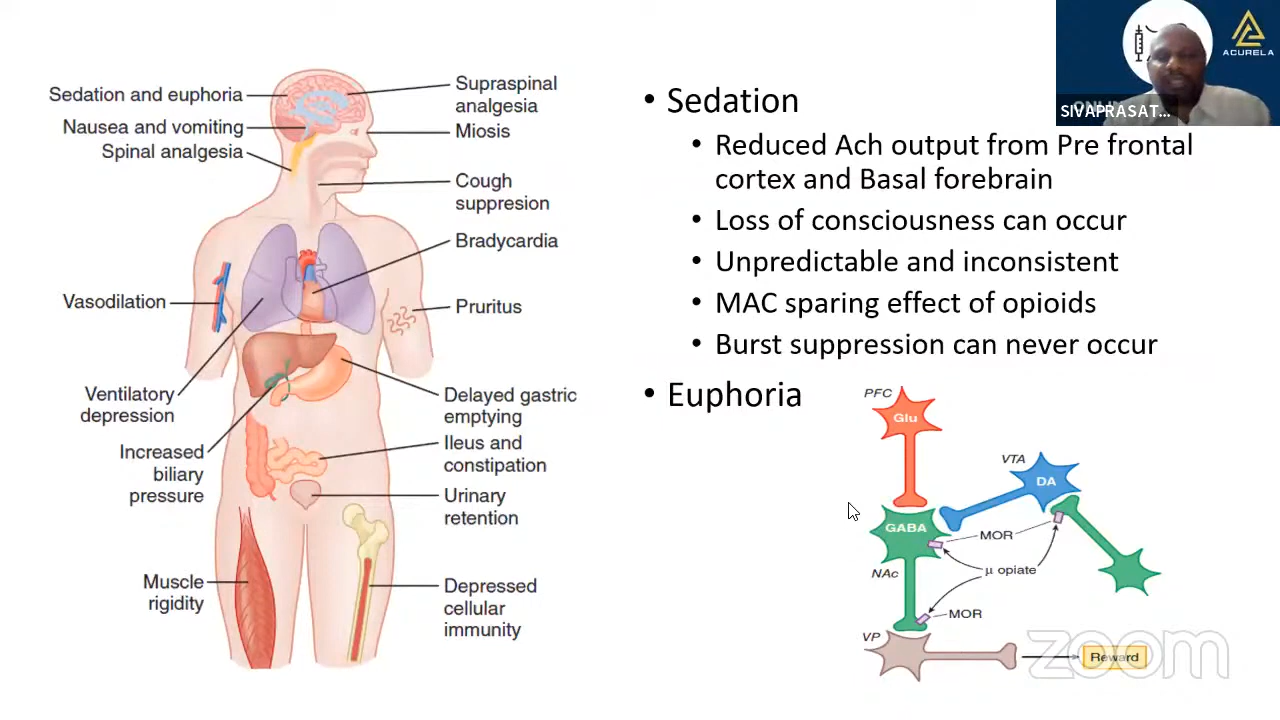 ACURELA
SIVAPRASAT...
Sedation and euphoria
Nausea and vomiting
Spinal analgesia
Vasodilation
Ventilatory
depression
Increased
biliary
pressure
Muscle
rigidity
Supraspinal
analgesia
Miosis
Cough
suppresion
Bradycardia
Pruritus
Delayed gastric
emptying
Ileus and
constipation
Urinary
retention
Depressed
cellular
immunity
• Sedation
• Reduced Ach output from Pre frontal
cortex and Basal forebrain
• Loss of consciousness can occur
• Unpredictable and inconsistent
• MAC sparing effect of opioids
• Burst suppression can never occur
• Euphoria
PFC
Glu
VTA
DA
GABA
MOR
NAc
μ opiate
MOR
VP
Reward
zoom